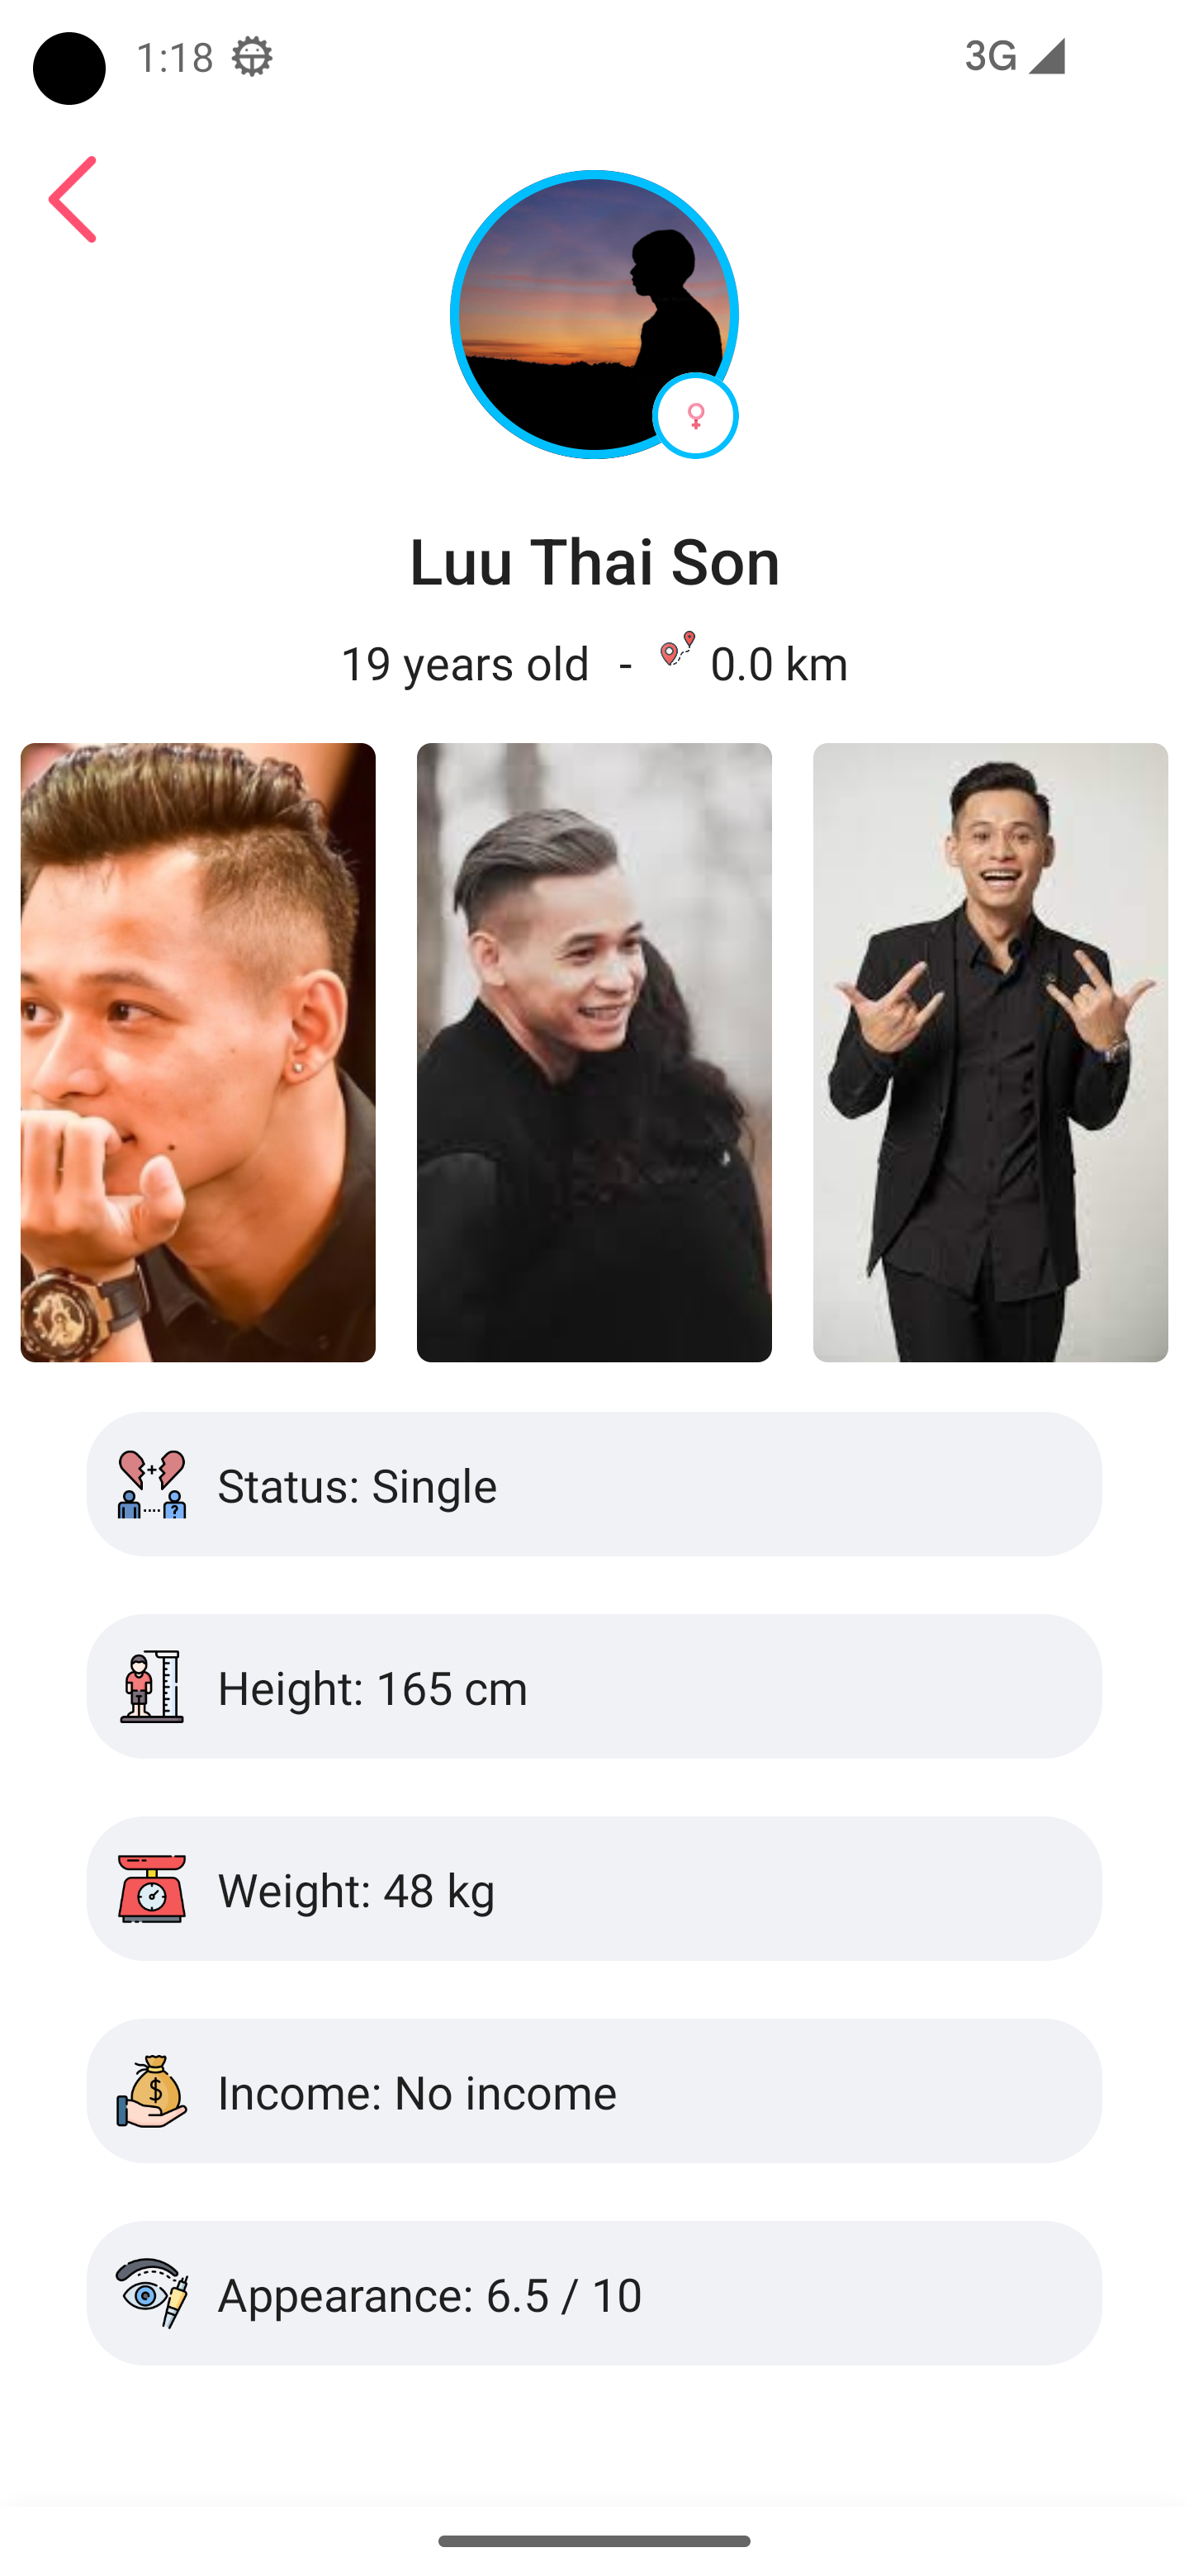 1:18 3G
Luu Thai Son
19 years old - 0.0 km
Status: Single
Height: 165 cm
Weight: 48 kg
Income: No income
Appearance: 6.5 / 10